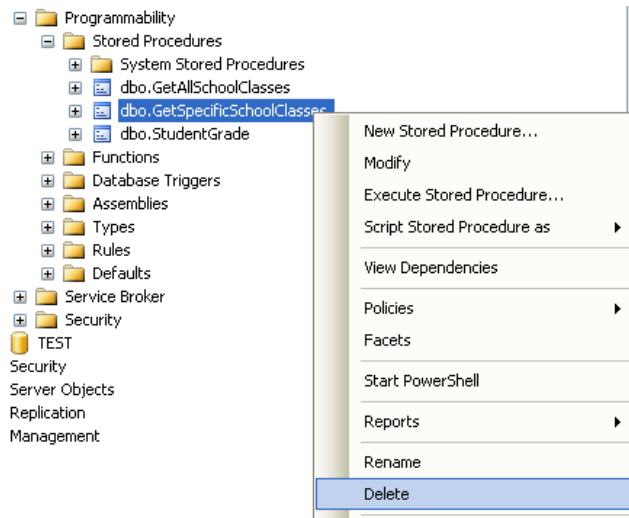 Programmability
Stored Procedures
System Stored Procedures
dbo.GetAllSchoolClasses
dbo.GetSpecificSchoolClasses
dbo.StudentGrade
Functions
Database Triggers
Assemblies
Types
Rules
Defaults
Service Broker
Security
TEST
Security
Server Objects
Replication
Management
New Stored Procedure...
Modify
Execute Stored Procedure...
Script Stored Procedure as
View Dependencies
Policies
Facets
Start PowerShell
Reports
Rename
Delete